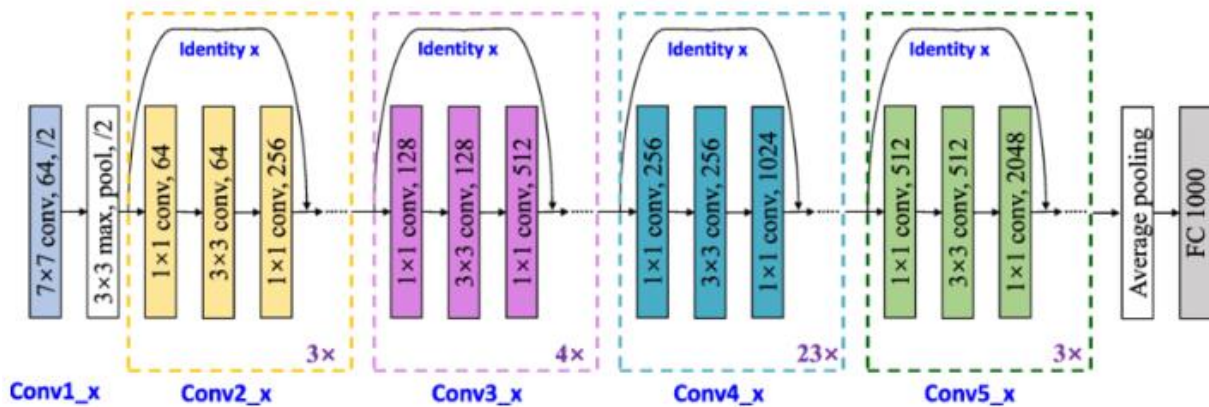 Identity x
Identity x
Identity x
Identity x
7×7 conv, 64, /2
3×3 max, pool, /2
1×1 conv, 64
3×3 conv, 64
1×1 conv, 256
1×1 conv, 128
3×3 conv, 128
1×1 conv, 512
1×1 conv, 256
3×3 conv, 256
1×1 conv, 1024
1×1 conv, 512
3×3 conv, 512
1×1 conv, 2048
Average pooling
FC 1000
3×
4×
23×
3×
Conv1_x
Conv2_x
Conv3_x
Conv4_x
Conv5_x